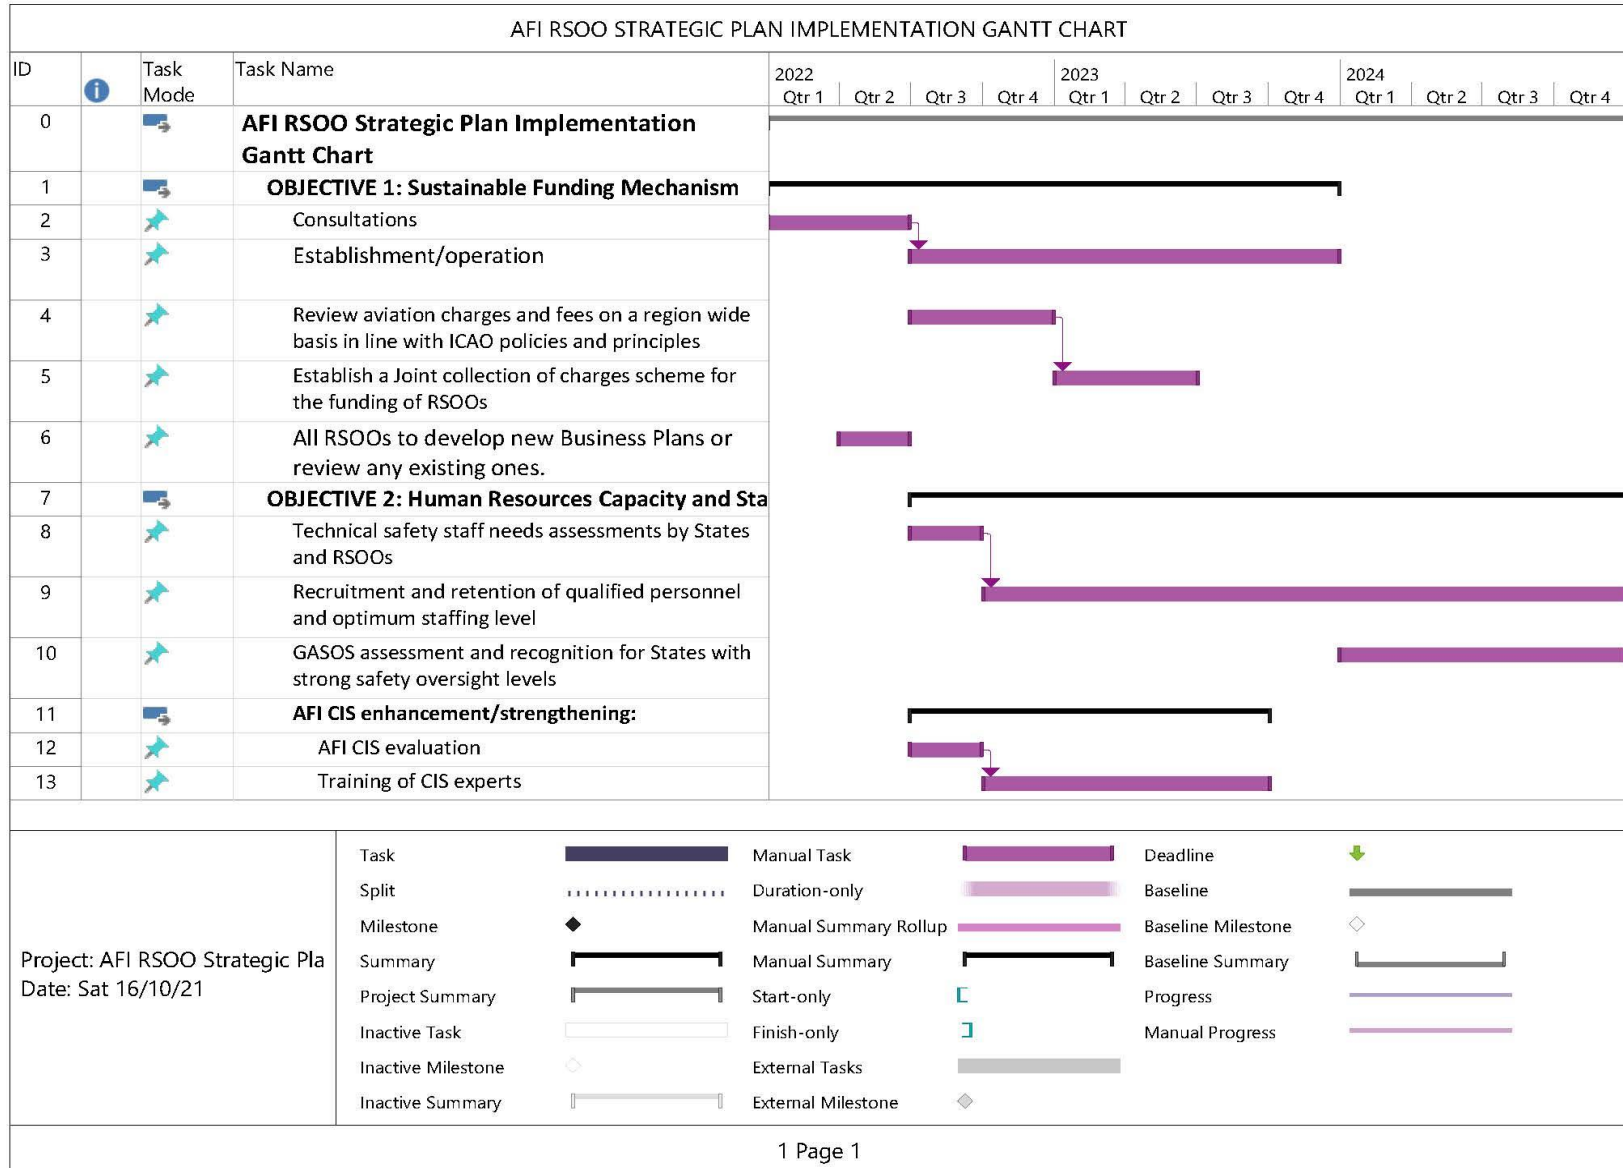 AFI RSOO STRATEGIC PLAN IMPLEMENTATION GANTT CHART
ID Task Mode Task Name
2022 2023 2024
Qtr 1 Qtr 2 Qtr 3 Qtr 4 Qtr 1 Qtr 2 Qtr 3 Qtr 4 Qtr 1 Qtr 2 Qtr 3 Qtr 4
0 AFI RSOO Strategic Plan Implementation
Gantt Chart
1 OBJECTIVE 1: Sustainable Funding Mechanism
2 Consultations
3 Establishment/operation
4 Review aviation charges and fees on a region wide
basis in line with ICAO policies and principles
5 Establish a Joint collection of charges scheme for
the funding of RSOOs
6 All RSOOs to develop new Business Plans or
review any existing ones.
7 OBJECTIVE 2: Human Resources Capacity and Sta
8 Technical safety staff needs assessments by States
and RSOOs
9 Recruitment and retention of qualified personnel
and optimum staffing level
10 GASOS assessment and recognition for States with
strong safety oversight levels
11 AFI CIS enhancement/strengthening:
12 AFI CIS evaluation
13 Training of CIS experts
Project: AFI RSOO Strategic Pla
Date: Sat 16/10/21
Task
Split
Milestone
Summary
Project Summary
Inactive Task
Inactive Milestone
Inactive Summary
Manual Task
Duration-only
Manual Summary Rollup
Manual Summary
Start-only
Finish-only
External Tasks
External Milestone
Deadline
Baseline
Baseline Milestone
Baseline Summary
Progress
Manual Progress
1 Page 1